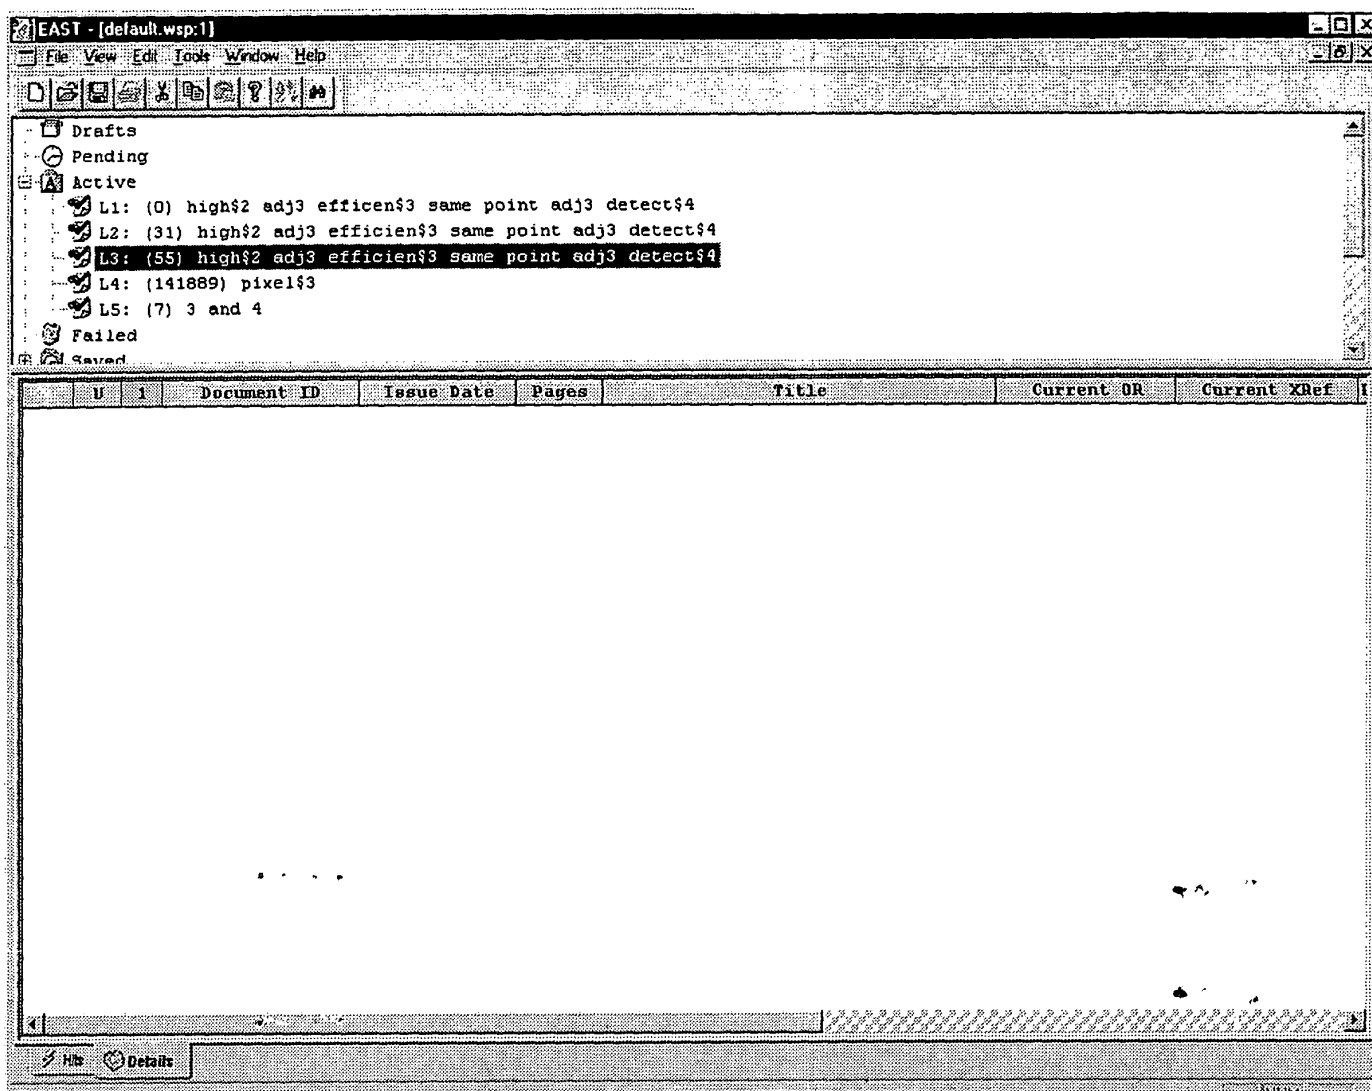 EAST - [default.wsp:1]
File View Edit Tools Window Help
Drafts
Pending
Active
L1: (0) high$2 adj3 efficen$3 same point adj3 detect$4
L2: (31) high$2 adj3 efficien$3 same point adj3 detect$4
L3: (55) high$2 adj3 efficien$3 same point adj3 detect$4
L4: (141889) pixel$3
L5: (7) 3 and 4
Failed
Saved
U 1 Document ID Issue Date Pages Title Current OR Current XRef
Hits Details